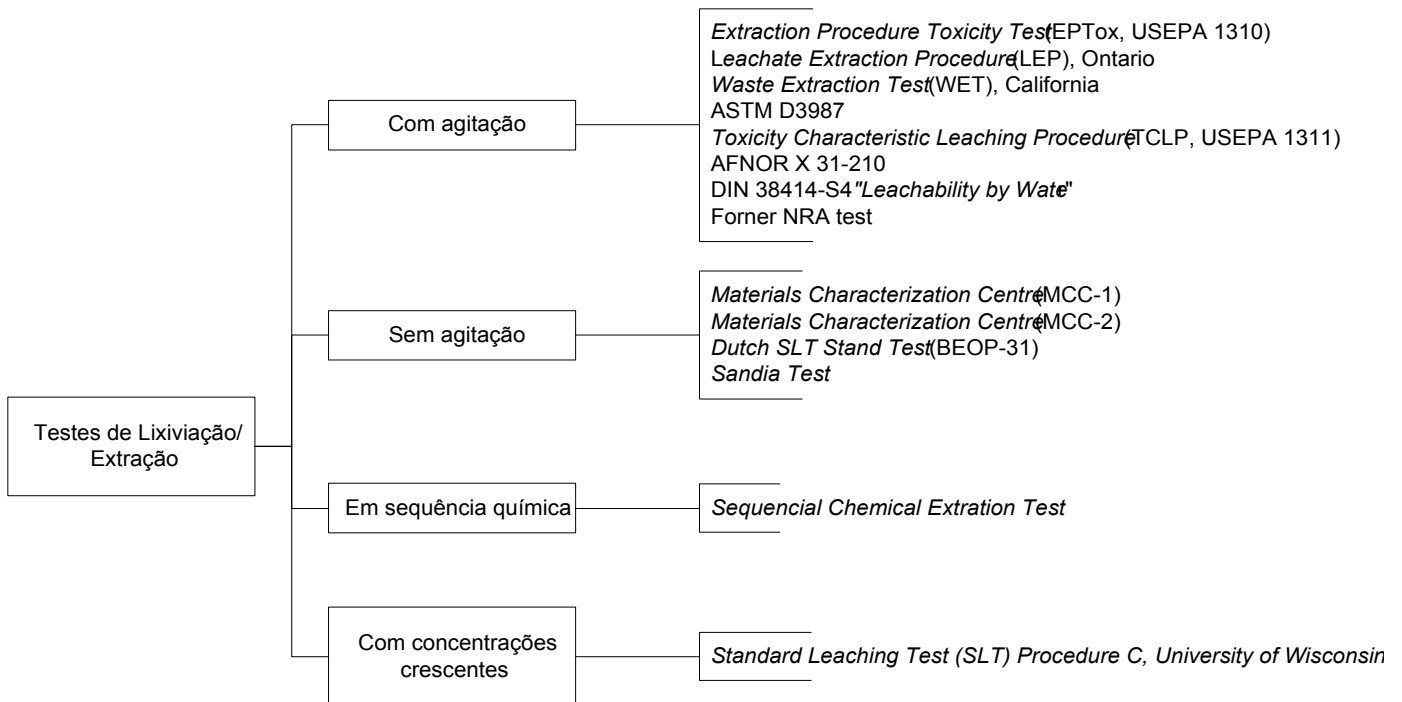 Testes de Lixiviação/
Extração
Com agitação
Extraction Procedure Toxicity Test (EPTox, USEPA 1310)
Leachate Extraction Procedure (LEP), Ontario
Waste Extraction Test (WET), California
ASTM D3987
Toxicity Characteristic Leaching Procedure (TCLP, USEPA 1311)
AFNOR X 31-210
DIN 38414-S4 "Leachability by Water"
Forner NRA test
Sem agitação
Materials Characterization Centre (MCC-1)
Materials Characterization Centre (MCC-2)
Dutch SLT Stand Test (BEOP-31)
Sandia Test
Em sequência química
Sequencial Chemical Extration Test
Com concentrações
crescentes
Standard Leaching Test (SLT) Procedure C, University of Wisconsin